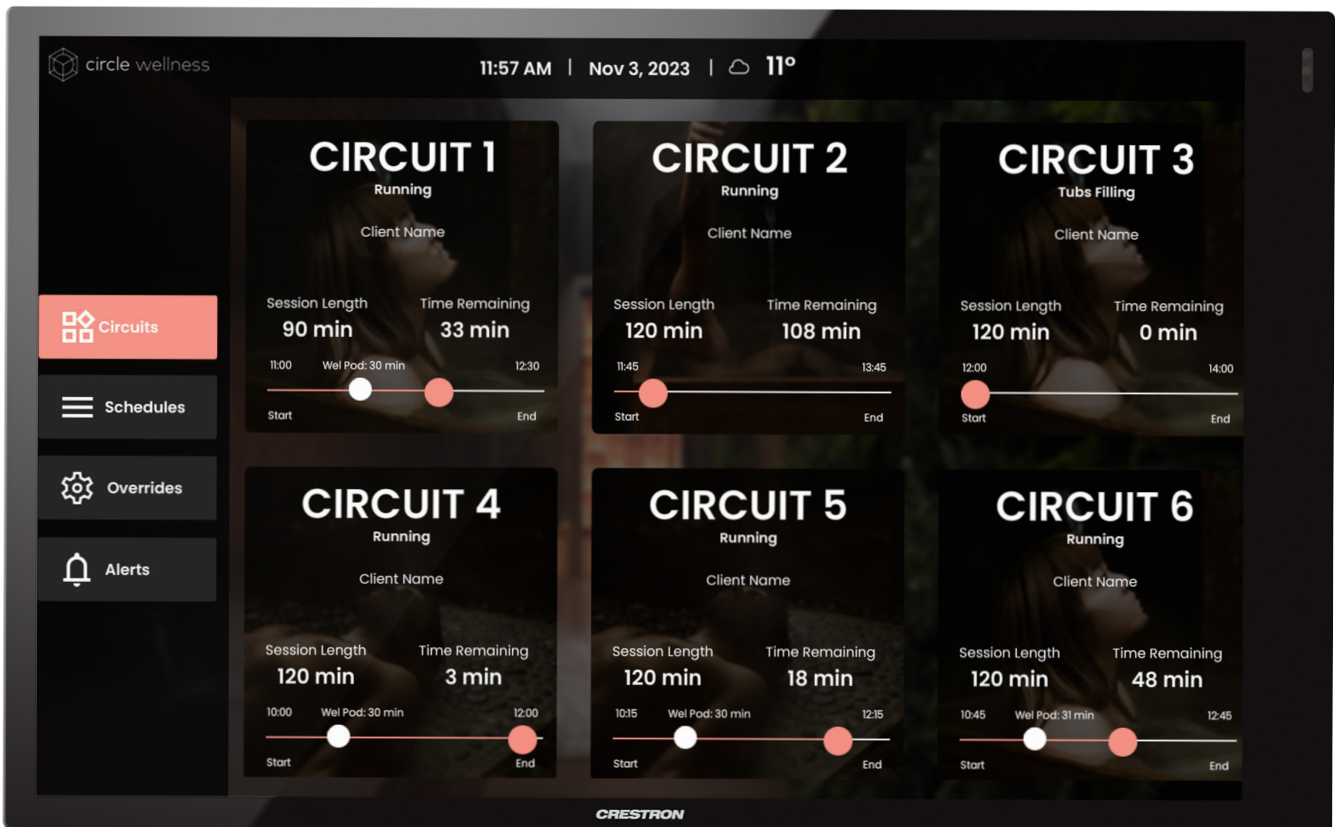 circle wellness
11:57 AM | Nov 3, 2023 | 11°
Circuits
Schedules
Overrides
Alerts
CIRCUIT 1
Running
Client Name
Session Length Time Remaining
90 min 33 min
11:00 Wel Pod: 30 min 12:30
Start End
CIRCUIT 2
Running
Client Name
Session Length Time Remaining
120 min 108 min
11:45 13:45
Start End
CIRCUIT 3
Tubs Filling
Client Name
Session Length Time Remaining
120 min 0 min
12:00 14:00
Start End
CIRCUIT 4
Running
Client Name
Session Length Time Remaining
120 min 3 min
10:00 Wel Pod: 30 min 12:00
Start End
CIRCUIT 5
Running
Client Name
Session Length Time Remaining
120 min 18 min
10:15 Wel Pod: 30 min 12:15
Start End
CIRCUIT 6
Running
Client Name
Session Length Time Remaining
120 min 48 min
10:45 Wel Pod: 31 min 12:45
Start End
CRESTRON